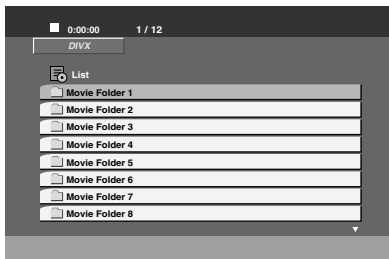 0:00:00 1 / 12
DIVX
List
Movie Folder 1
Movie Folder 2
Movie Folder 3
Movie Folder 4
Movie Folder 5
Movie Folder 6
Movie Folder 7
Movie Folder 8